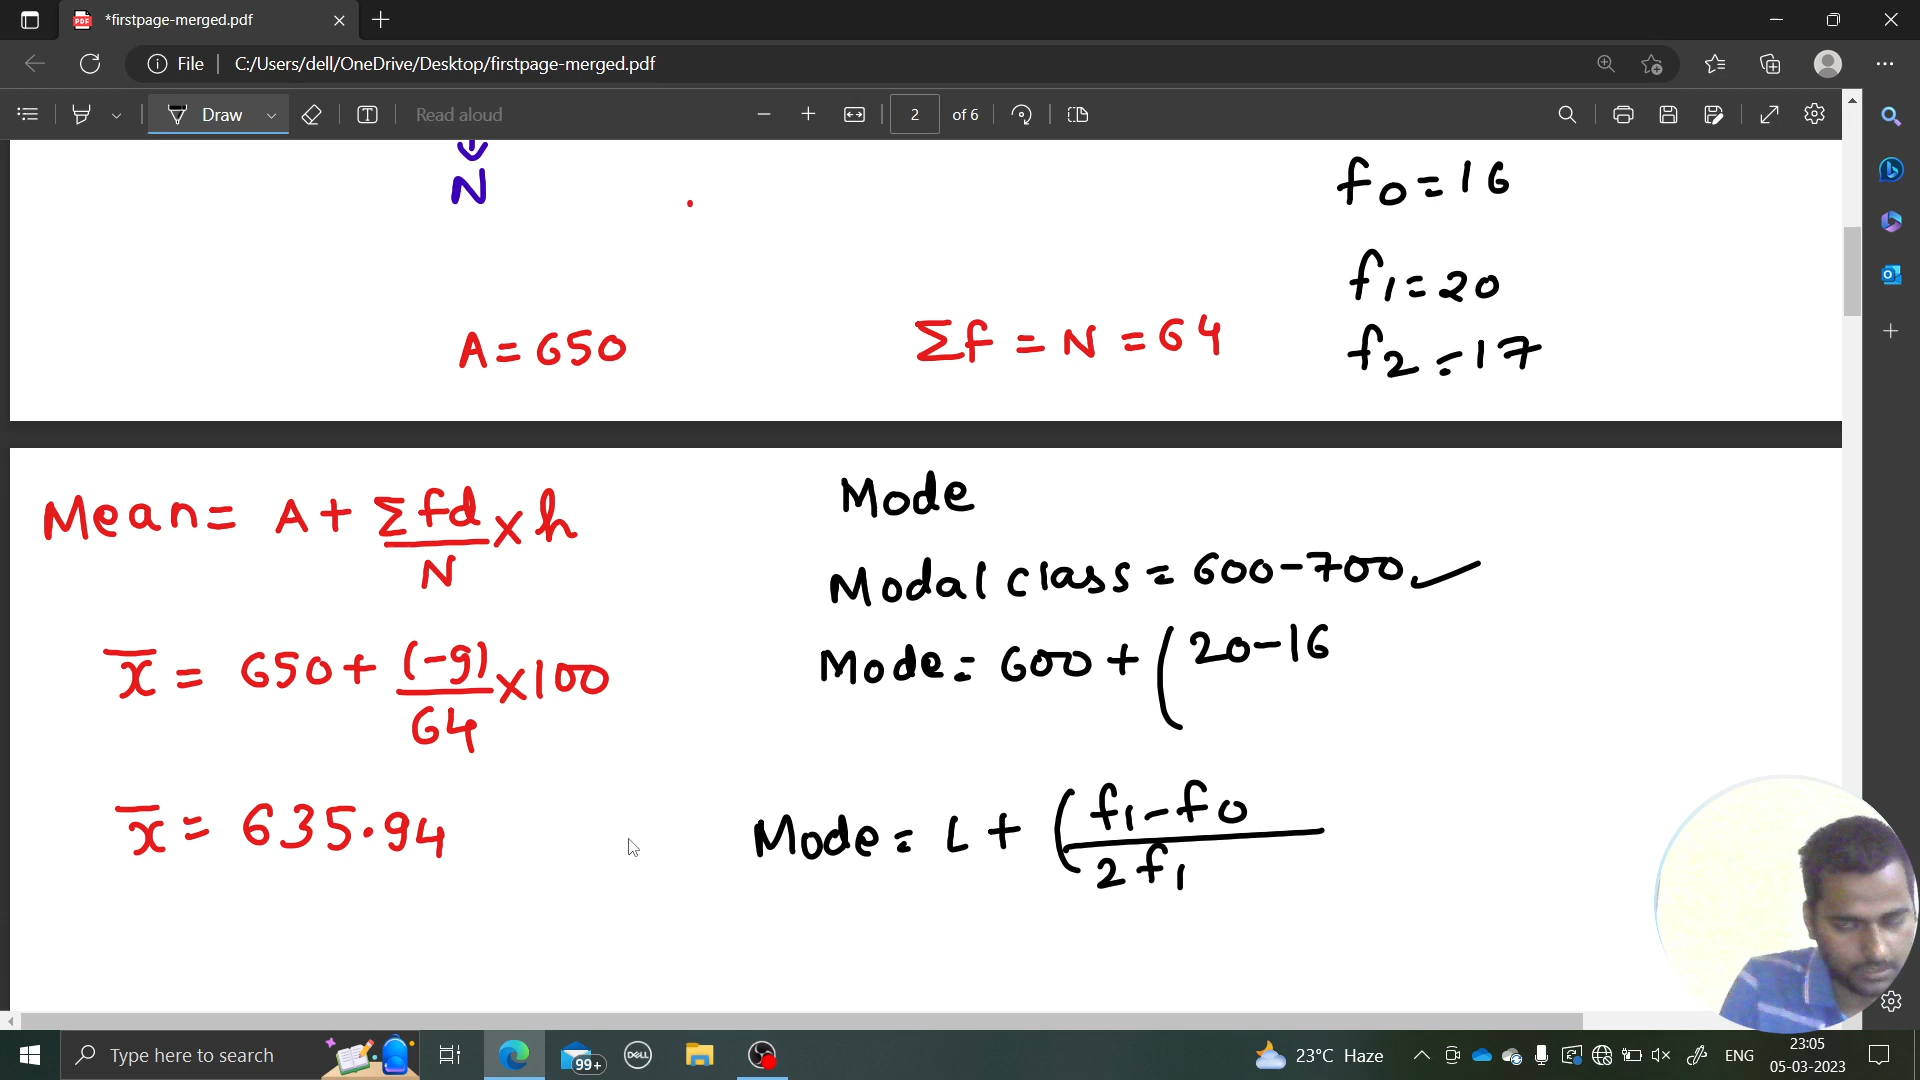 *firstpage-merged.pdf
File C:/Users/dell/OneDrive/Desktop/firstpage-merged.pdf
Draw Read aloud 2 of 6
N
f0 = 16
f1 = 20
A = 650 Σf = N = 64
f2 = 17
Mean = A + Σfd/N × h
Mode
Modal class = 600-700 ✓
x̄ = 650 + (-9)/64 × 100
Mode = 600 + ( 20-16
x̄ = 635.94
Mode = L + ( f1-f0 / 2f1
Type here to search
99+
DELL
23°C Haze
ENG
23:05
05-03-2023